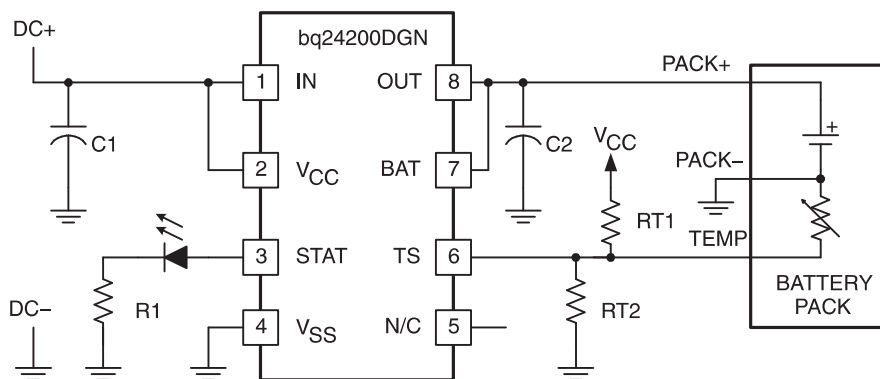 DC+
bq24200DGN
1 IN OUT 8
PACK+
C1
+
C2
VCC
2 VCC BAT 7
PACK−
RT1
3 STAT TS 6
TEMP
BATTERY
PACK
DC−
R1
RT2
4 VSS N/C 5